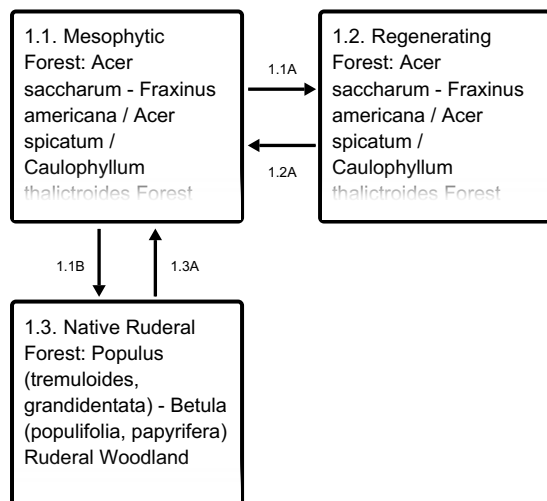 1.1. Mesophytic
Forest: Acer
saccharum - Fraxinus
americana / Acer
spicatum /
Caulophyllum
thalictroides Forest
1.1A
1.2A
1.2. Regenerating
Forest: Acer
saccharum - Fraxinus
americana / Acer
spicatum /
Caulophyllum
thalictroides Forest
1.1B
1.3A
1.3. Native Ruderal
Forest: Populus
(tremuloides,
grandidentata) - Betula
(populifolia, papyrifera)
Ruderal Woodland